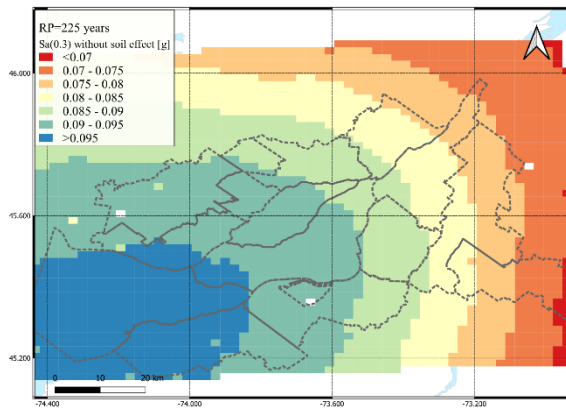 RP=225 years
Sa(0.3) without soil effect [g]
<0.07
0.07 - 0.075
0.075 - 0.08
0.08 - 0.085
0.085 - 0.09
0.09 - 0.095
>0.095
46.000
45.600
45.200
0 10 20 km
-74.400 -74.000 -73.600 -73.200